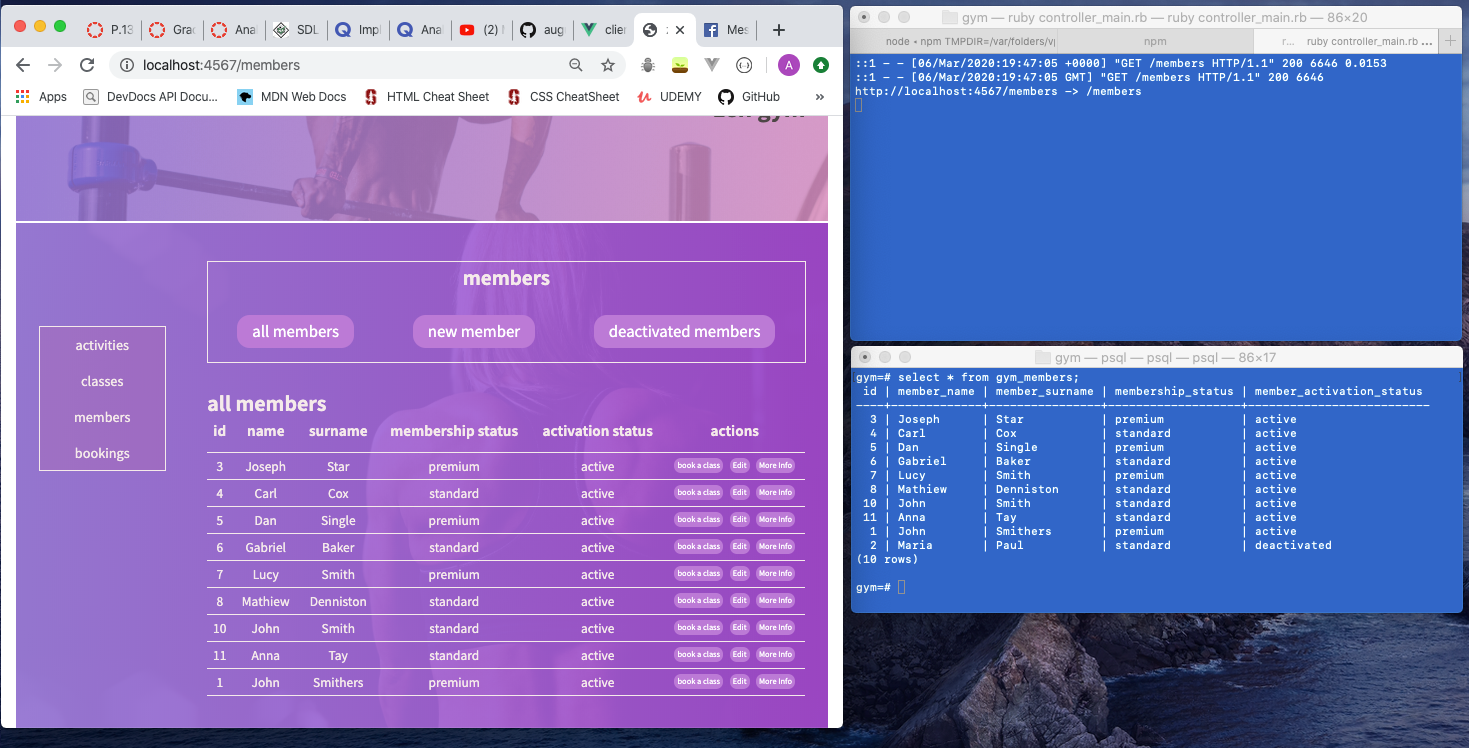 P.13
Grac
Anal
SDL
Impl
Anal
(2) M
aug
clien
Mes
localhost:4567/members
A
Apps
DevDocs API Docu...
MDN Web Docs
HTML Cheat Sheet
CSS CheatSheet
UDEMY
GitHub
»
members
all members new member deactivated members
activities
classes
members
bookings
all members
id name surname membership status activation status actions
3 Joseph Star premium active book a class Edit More Info
4 Carl Cox standard active book a class Edit More Info
5 Dan Single premium active book a class Edit More Info
6 Gabriel Baker standard active book a class Edit More Info
7 Lucy Smith premium active book a class Edit More Info
8 Mathiew Denniston standard active book a class Edit More Info
10 John Smith standard active book a class Edit More Info
11 Anna Tay standard active book a class Edit More Info
1 John Smithers premium active book a class Edit More Info
gym — ruby controller_main.rb — ruby controller_main.rb — 86×20
node • npm TMPDIR=/var/folders/vj
npm
r... ruby controller_main.rb ...
::1 - - [06/Mar/2020:19:47:05 +0000] "GET /members HTTP/1.1" 200 6646 0.0153
::1 - - [06/Mar/2020:19:47:05 GMT] "GET /members HTTP/1.1" 200 6646
http://localhost:4567/members -> /members
gym — psql — psql — psql — 86×17
gym=# select * from gym_members;
id | member_name | member_surname | membership_status | member_activation_status
----+-------------+----------------+-------------------+--------------------------
3 | Joseph | Star | premium | active
4 | Carl | Cox | standard | active
5 | Dan | Single | premium | active
6 | Gabriel | Baker | standard | active
7 | Lucy | Smith | premium | active
8 | Mathiew | Denniston | standard | active
10 | John | Smith | standard | active
11 | Anna | Tay | standard | active
1 | John | Smithers | premium | active
2 | Maria | Paul | standard | deactivated
(10 rows)
gym=#